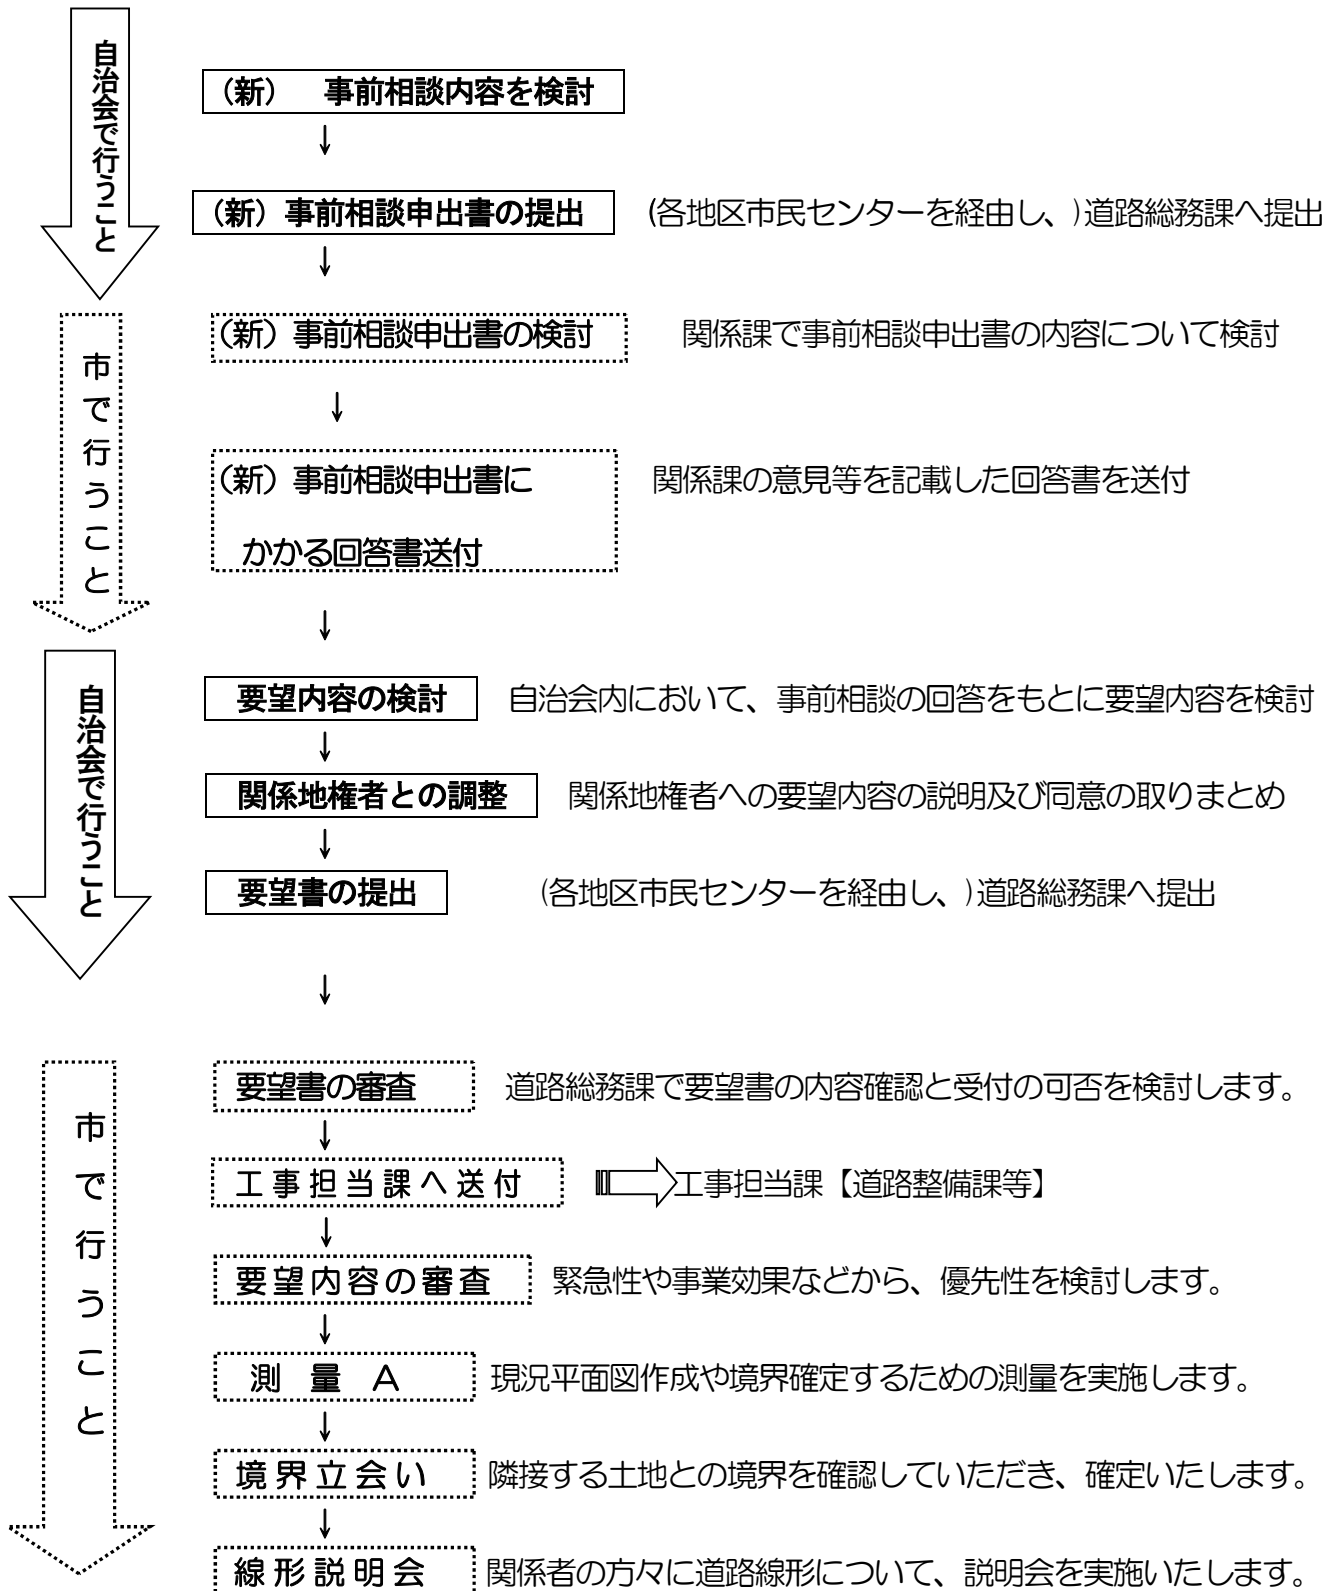 自治会で行うこと
（新）　事前相談内容を検討
↓
（新）事前相談申出書の提出　(各地区市民センターを経由し、)道路総務課へ提出
↓
市で行うこと
（新）事前相談申出書の検討　関係課で事前相談申出書の内容について検討
↓
（新）事前相談申出書に　関係課の意見等を記載した回答書を送付
かかる回答書送付
↓
自治会で行うこと
要望内容の検討　自治会内において、事前相談の回答をもとに要望内容を検討
↓
関係地権者との調整　関係地権者への要望内容の説明及び同意の取りまとめ
↓
要望書の提出　(各地区市民センターを経由し、)道路総務課へ提出
↓
市で行うこと
要望書の審査　道路総務課で要望書の内容確認と受付の可否を検討します。
↓
工事担当課へ送付　工事担当課【道路整備課等】
↓
要望内容の審査　緊急性や事業効果などから、優先性を検討します。
↓
測　量　A　現況平面図作成や境界確定するための測量を実施します。
↓
境界立会い　隣接する土地との境界を確認していただき、確定いたします。
↓
線形説明会　関係者の方々に道路線形について、説明会を実施いたします。